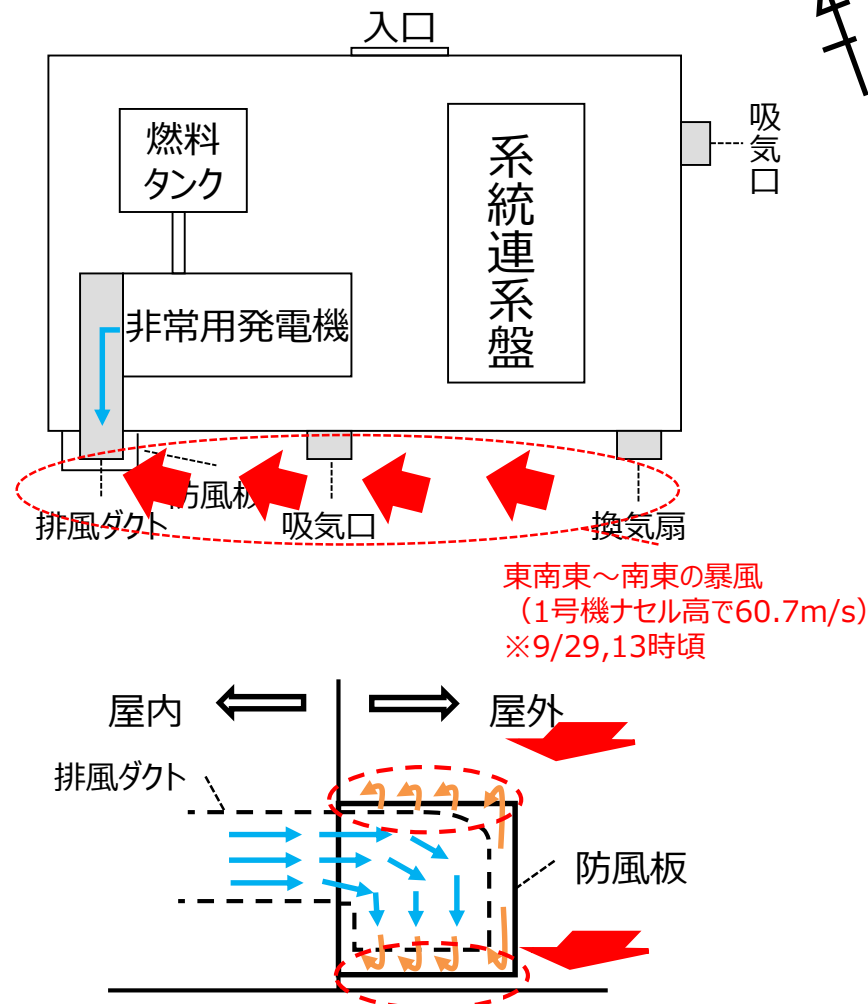 入口
吸気口
燃料
タンク
系統連系盤
非常用発電機
防風板
排風ダクト
吸気口
換気扇
東南東～南東の暴風
（1号機ナセル高で60.7m/s）
※9/29,13時頃
屋内
屋外
排風ダクト
防風板